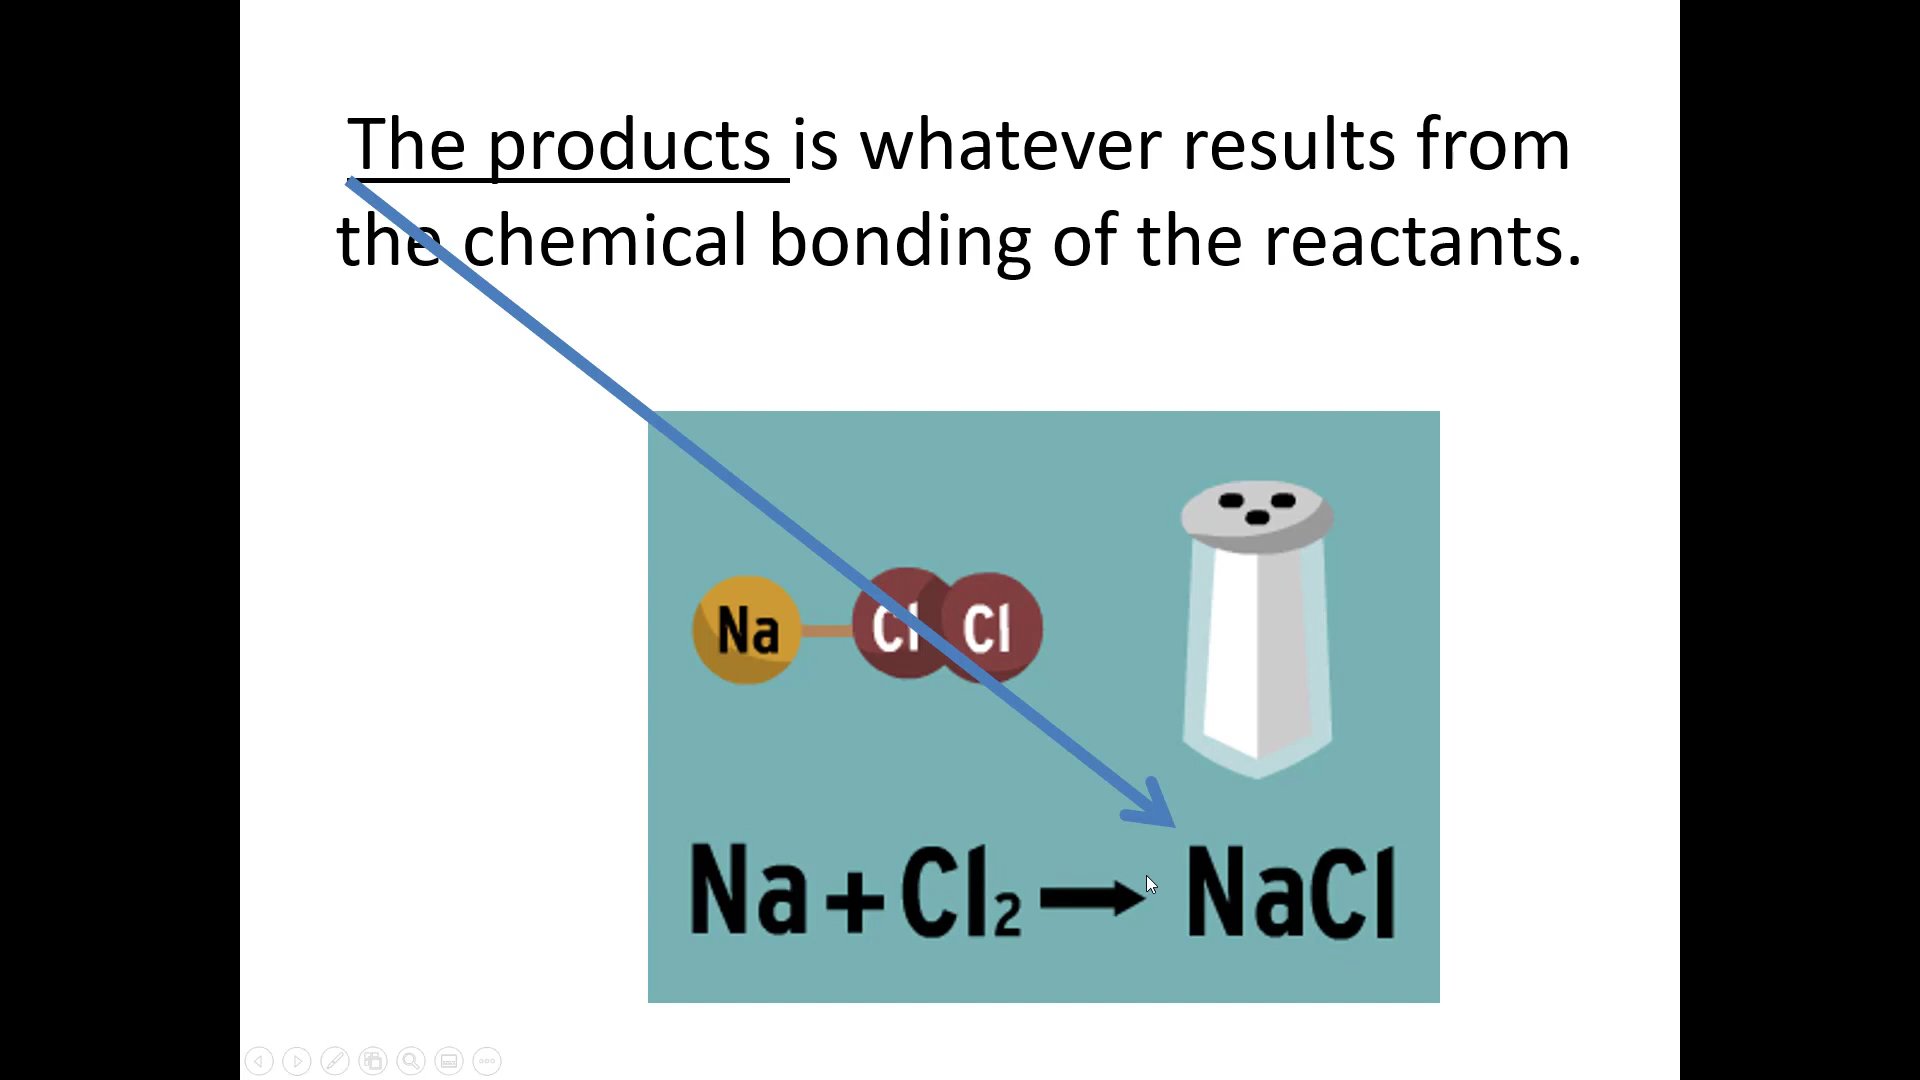 The products is whatever results from
the chemical bonding of the reactants.
Na Cl Cl
Na + Cl₂ → NaCl